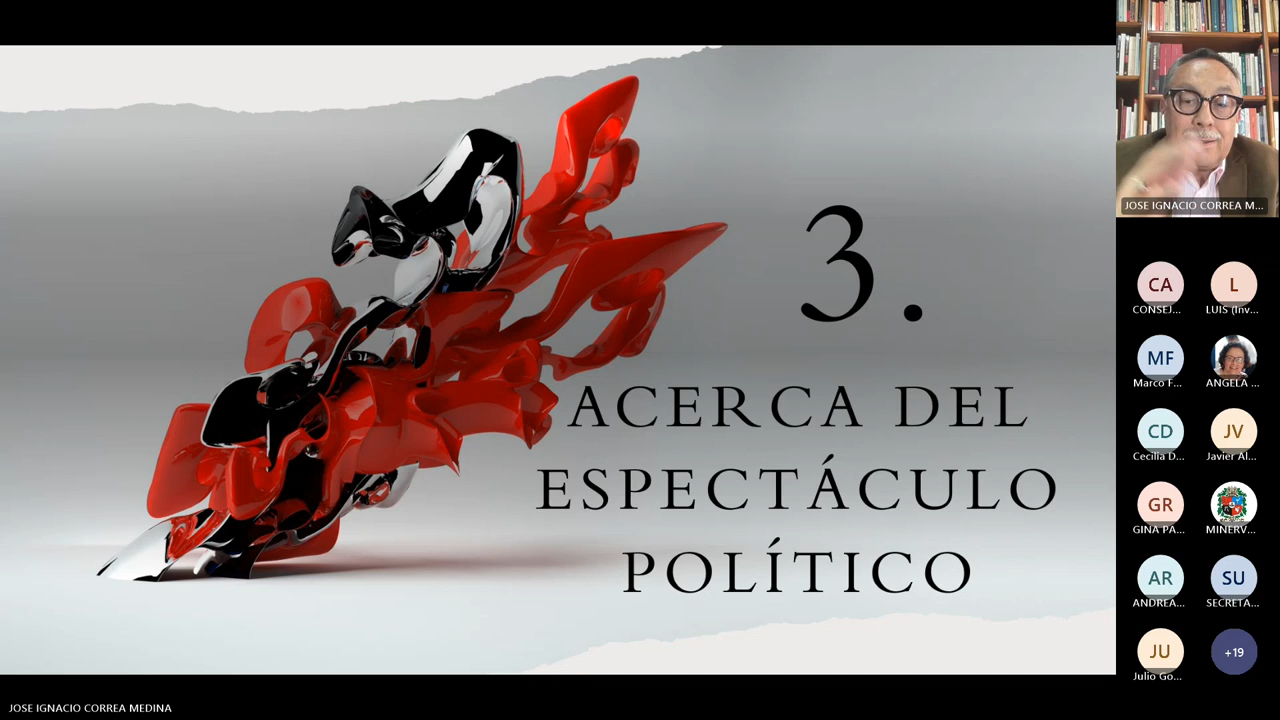 3.
ACERCA DEL
ESPECTÁCULO
POLÍTICO
JOSE IGNACIO CORREA M...
CA
CONSEJ...
L
LUIS (Inv...
MF
Marco F...
ANGELA ...
CD
Cecilia D...
JV
Javier Al...
GR
GINA PA...
MINERV...
AR
ANDREA...
SU
SECRETA...
JU
Julio Go...
+19
JOSE IGNACIO CORREA MEDINA